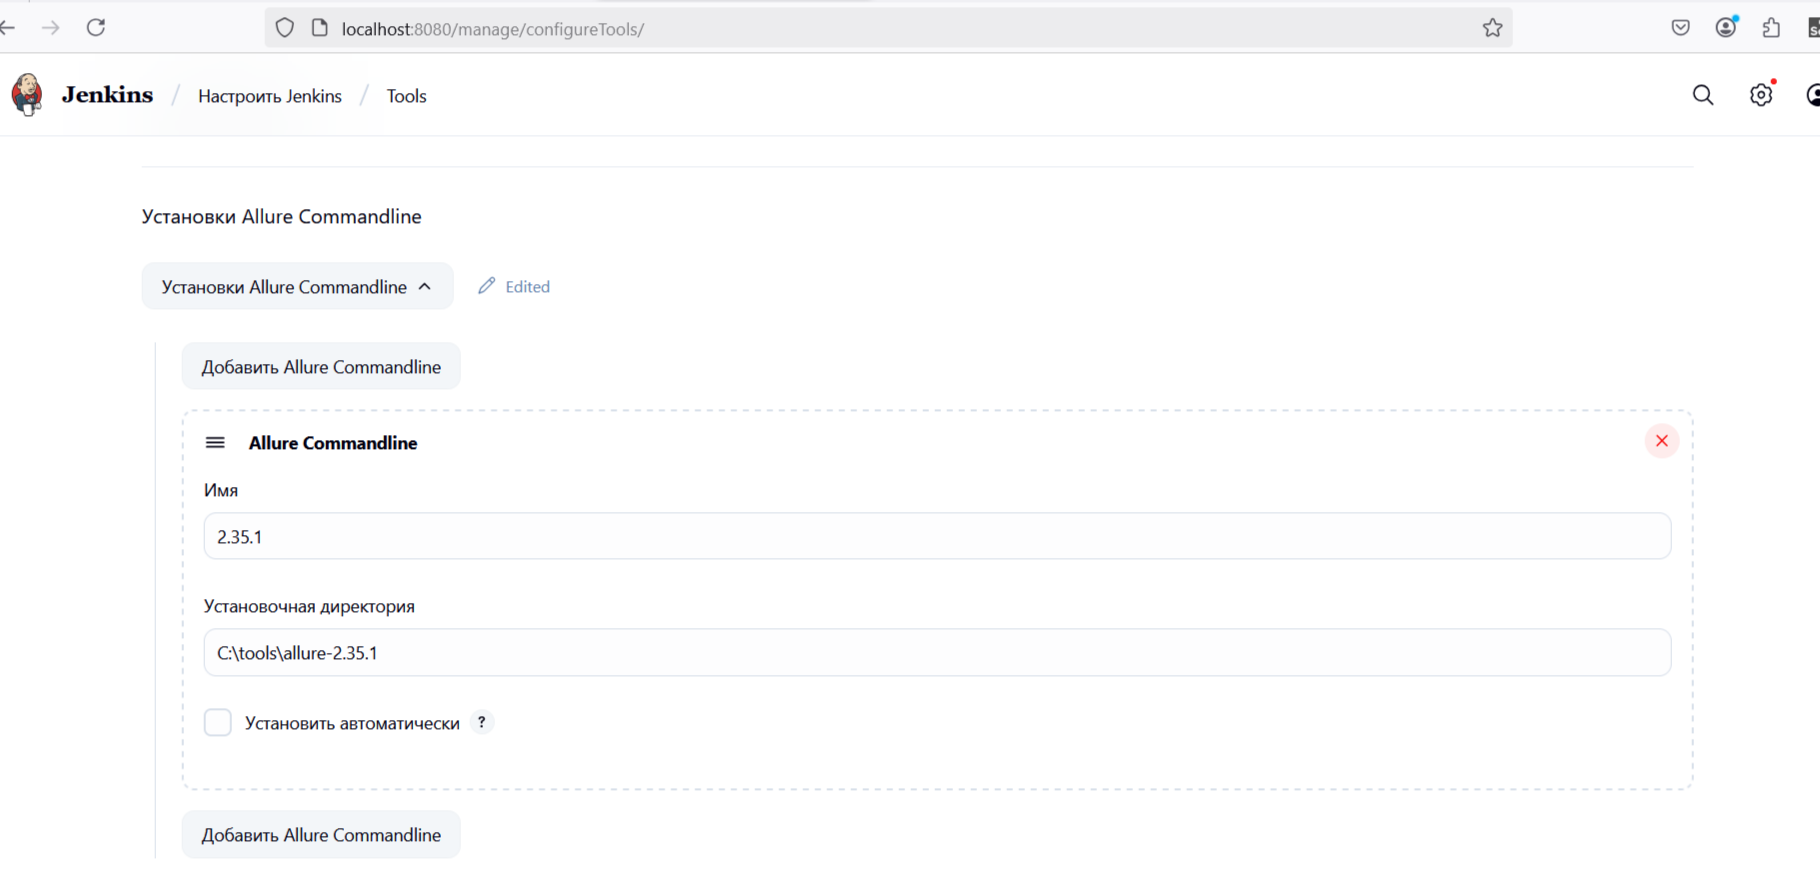 localhost:8080/manage/configureTools/
Jenkins / Настроить Jenkins / Tools
Установки Allure Commandline
Установки Allure Commandline
Edited
Добавить Allure Commandline
Allure Commandline
Имя
2.35.1
Установочная директория
C:\tools\allure-2.35.1
Установить автоматически ?
Добавить Allure Commandline